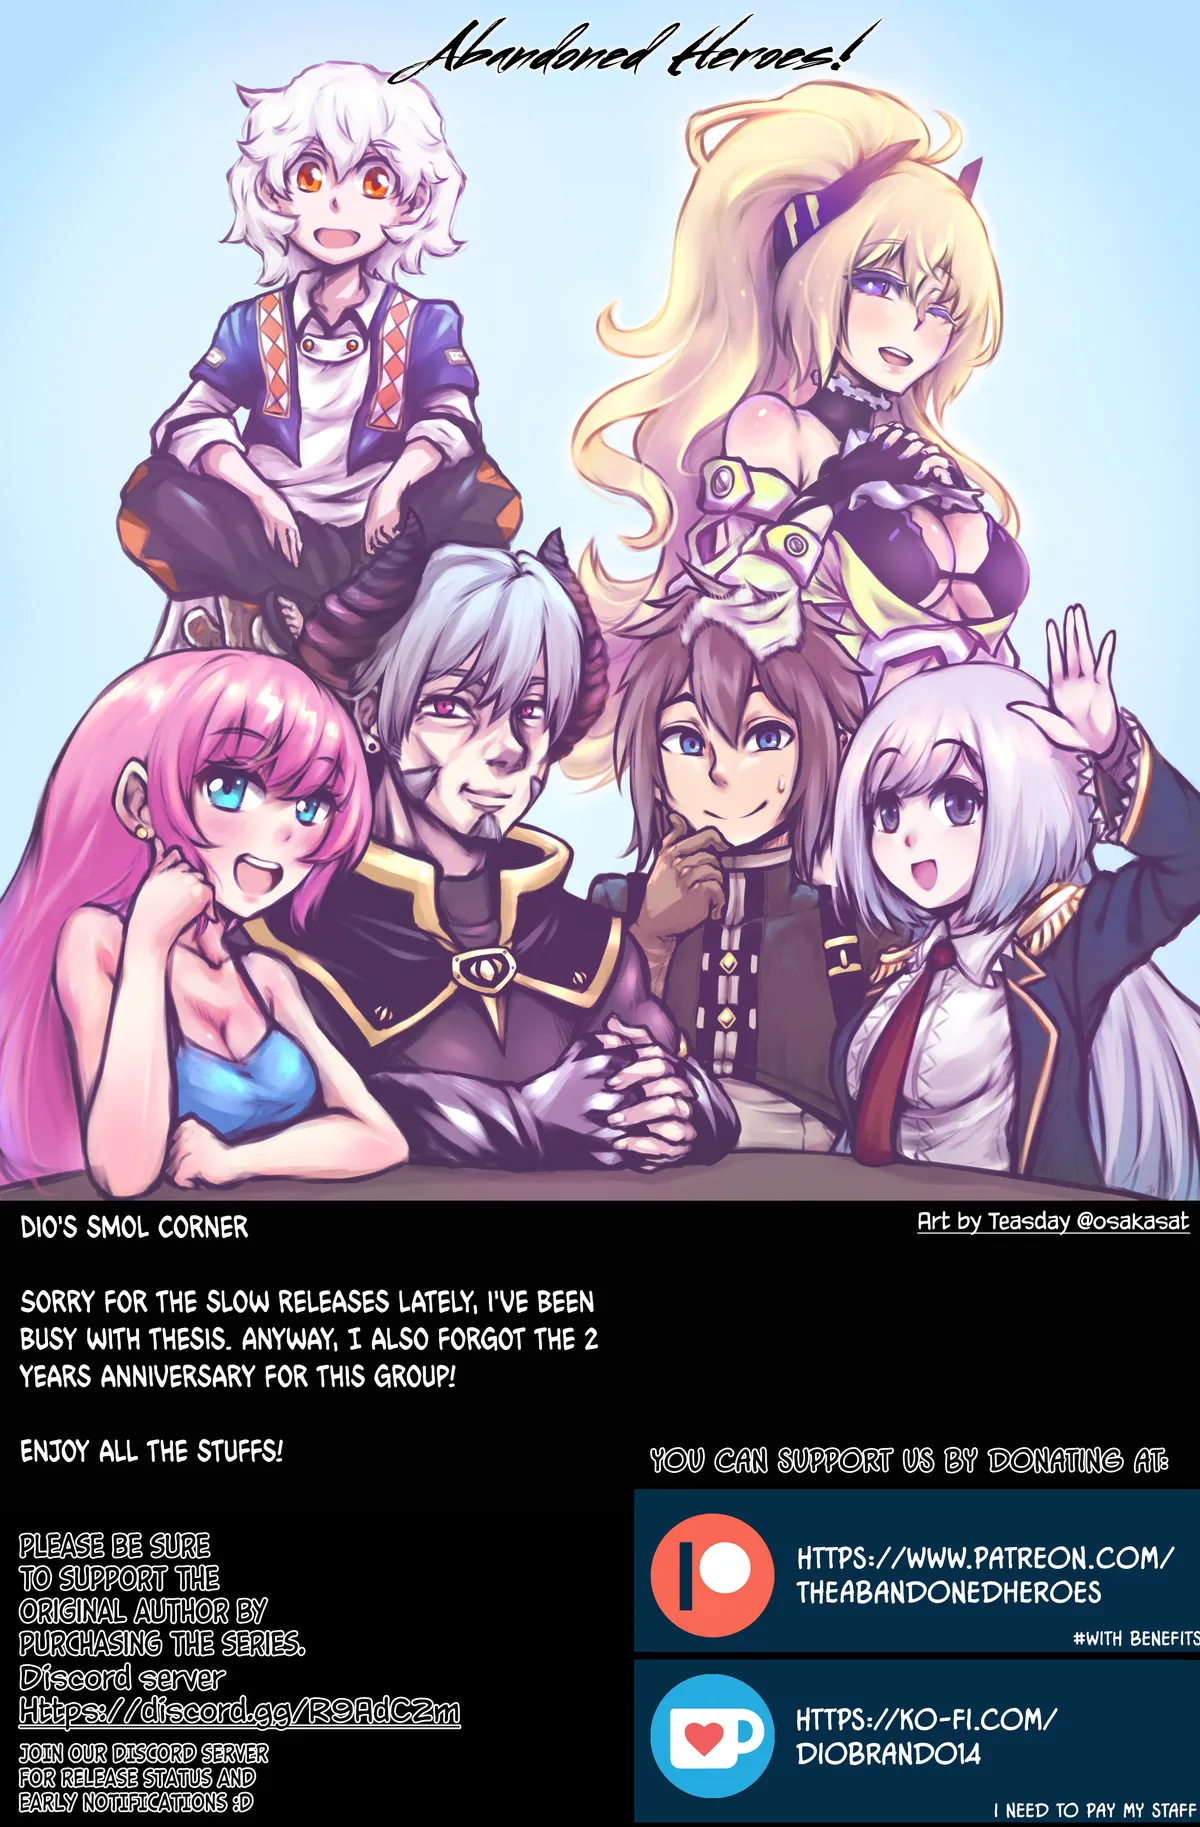 Abandoned Heroes!
DIO'S SMOL CORNER
Art by Teasday @osakasat
SORRY FOR THE SLOW RELEASES LATELY, I'VE BEEN
BUSY WITH THESIS. ANYWAY, I ALSO FORGOT THE 2
YEARS ANNIVERSARY FOR THIS GROUP!
ENJOY ALL THE STUFFS!
PLEASE BE SURE
TO SUPPORT THE
ORIGINAL AUTHOR BY
PURCHASING THE SERIES.
Discord server
Https://discord.gg/R9AdCZm
JOIN OUR DISCORD SERVER
FOR RELEASE STATUS AND
EARLY NOTIFICATIONS :D
YOU CAN SUPPORT US BY DONATING AT:
HTTPS://WWW.PATREON.COM/
THEABANDONEDHEROES
#WITH BENEFITS
HTTPS://KO-FI.COM/
DIOBRANDO14
I NEED TO PAY MY STAFF